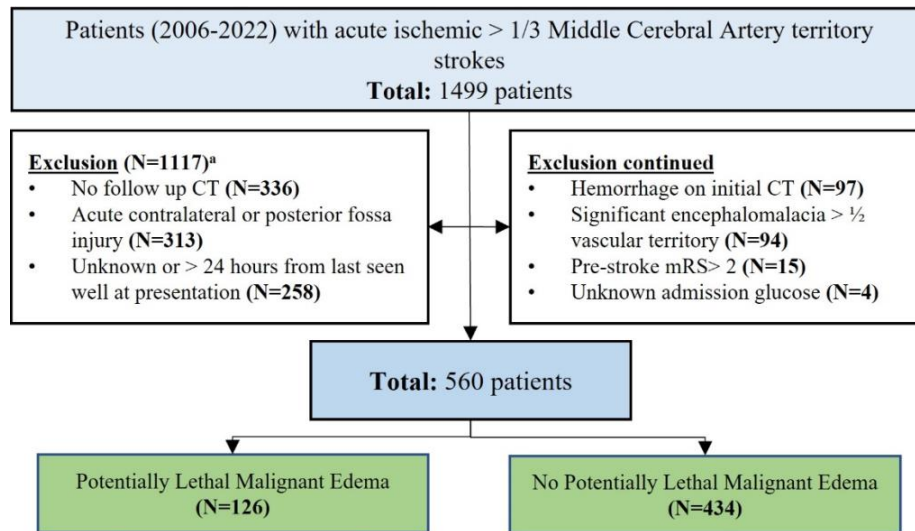 Patients (2006-2022) with acute ischemic > 1/3 Middle Cerebral Artery territory
strokes
Total: 1499 patients
Exclusion (N=1117)ᵃ
• No follow up CT (N=336)
• Acute contralateral or posterior fossa
injury (N=313)
• Unknown or > 24 hours from last seen
well at presentation (N=258)
Exclusion continued
• Hemorrhage on initial CT (N=97)
• Significant encephalomalacia > ½
vascular territory (N=94)
• Pre-stroke mRS> 2 (N=15)
• Unknown admission glucose (N=4)
Total: 560 patients
Potentially Lethal Malignant Edema
(N=126)
No Potentially Lethal Malignant Edema
(N=434)